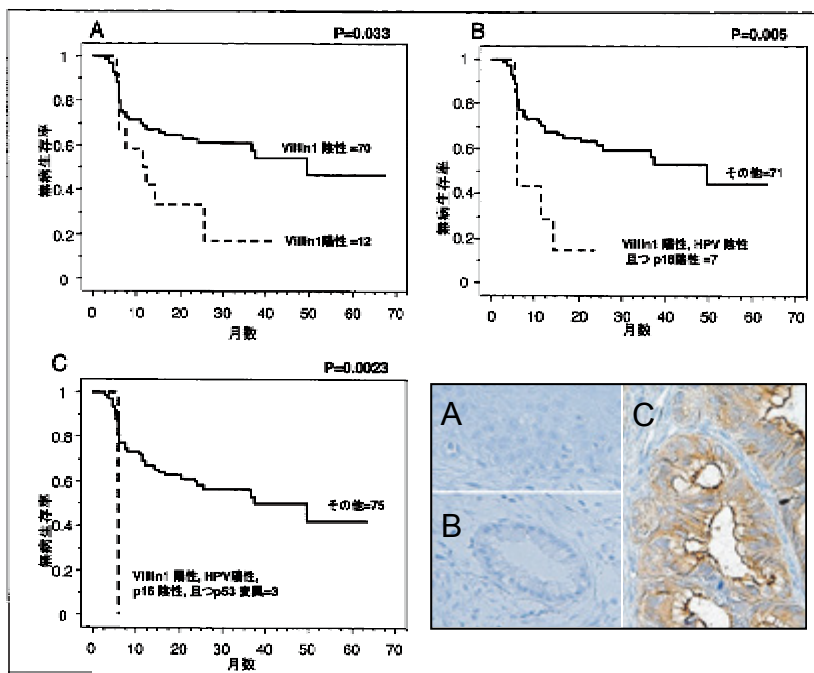 A
P=0.033
無病生存率
1
0.8
0.6
0.4
0.2
0
Villin1 陰性=70
Villin1陽性=12
0 10 20 30 40 50 60 70
月数
B
P=0.005
無病生存率
1
0.8
0.6
0.4
0.2
0
その他=71
Villin1 陽性, HPV 陰性
且つ p16陰性 =7
0 10 20 30 40 50 60 70
月数
C
P=0.0023
無病生存率
1
0.8
0.6
0.4
0.2
0
その他=75
Villin1 陽性, HPV陰性,
p16 陰性, 且つp53 変異=3
0 10 20 30 40 50 60 70
月数
A
B
C